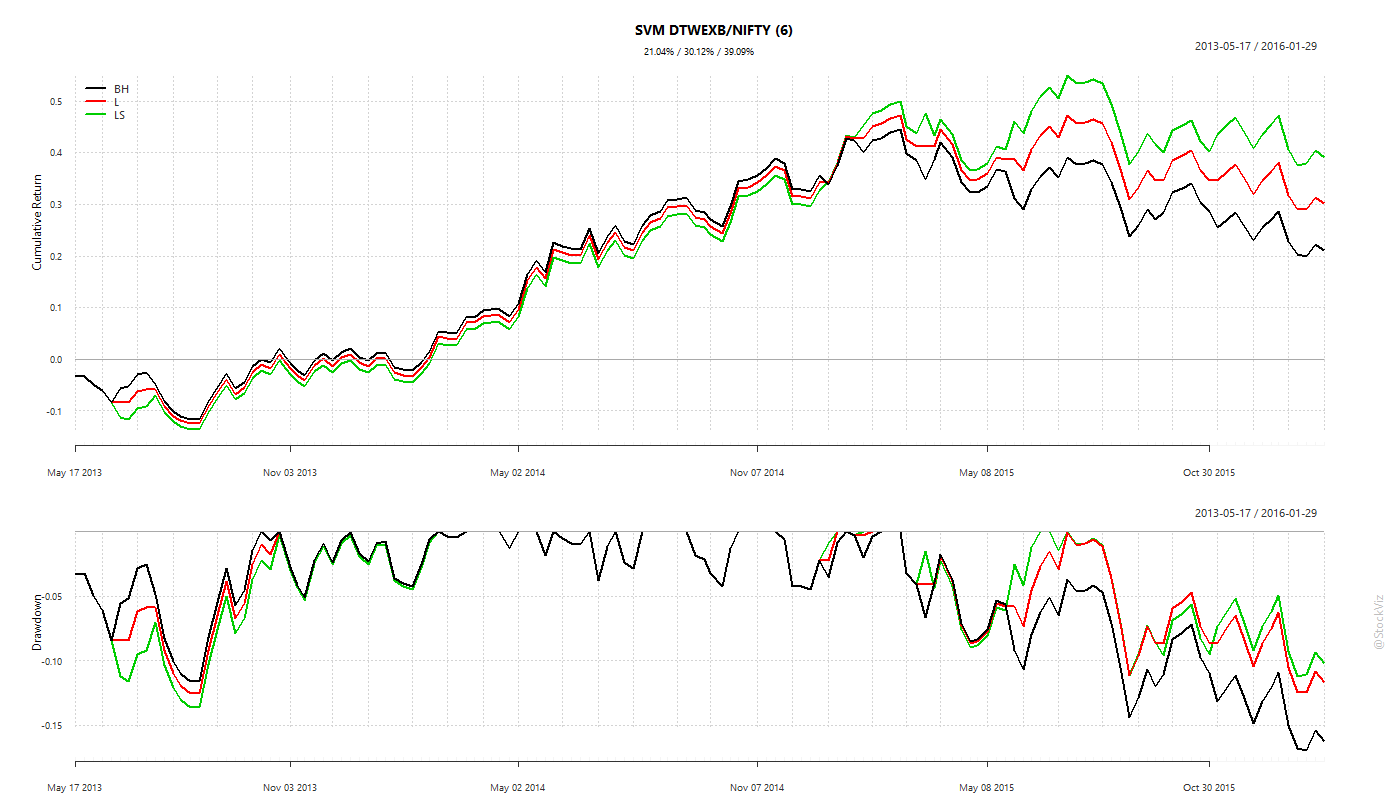 SVM DTWEXB/NIFTY (6)
21.04% / 30.12% / 39.09%
2013-05-17 / 2016-01-29
BH
L
LS
Cumulative Return
0.5
0.4
0.3
0.2
0.1
0.0
-0.1
May 17 2013
Nov 03 2013
May 02 2014
Nov 07 2014
May 08 2015
Oct 30 2015
2013-05-17 / 2016-01-29
Drawdown
-0.05
-0.10
-0.15
May 17 2013
Nov 03 2013
May 02 2014
Nov 07 2014
May 08 2015
Oct 30 2015
@StockViz